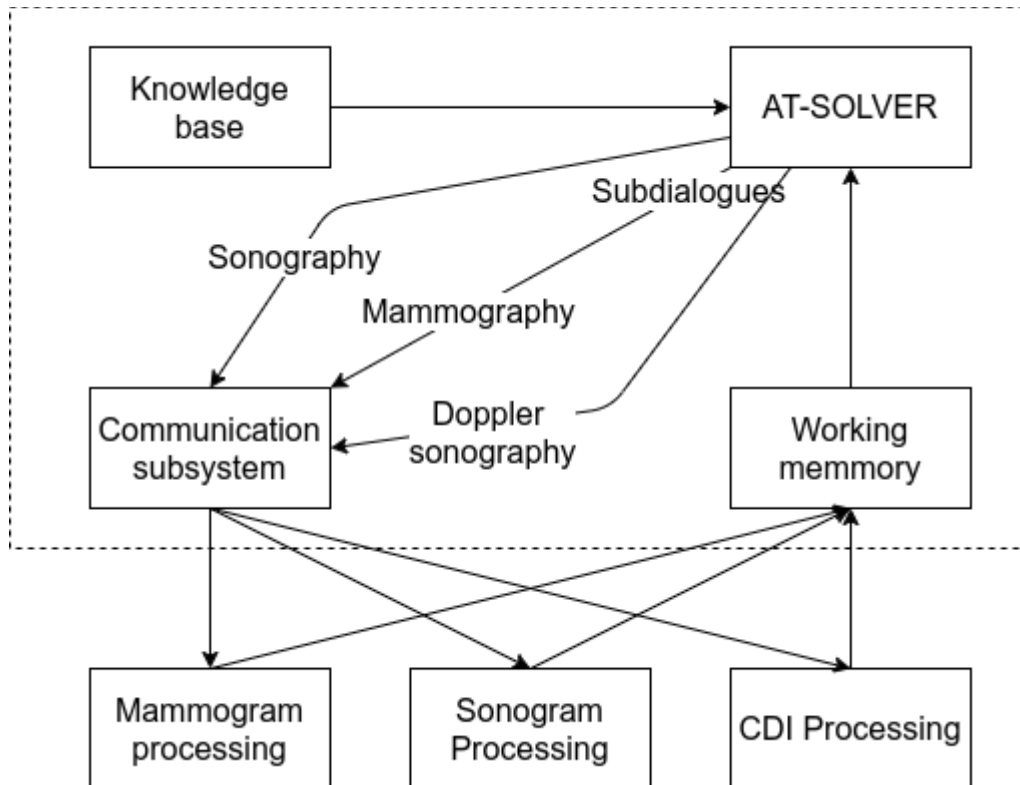 Knowledge
base
AT-SOLVER
Subdialogues
Sonography
Mammography
Doppler
sonography
Communication
subsystem
Working
memmory
Mammogram
processing
Sonogram
Processing
CDI Processing